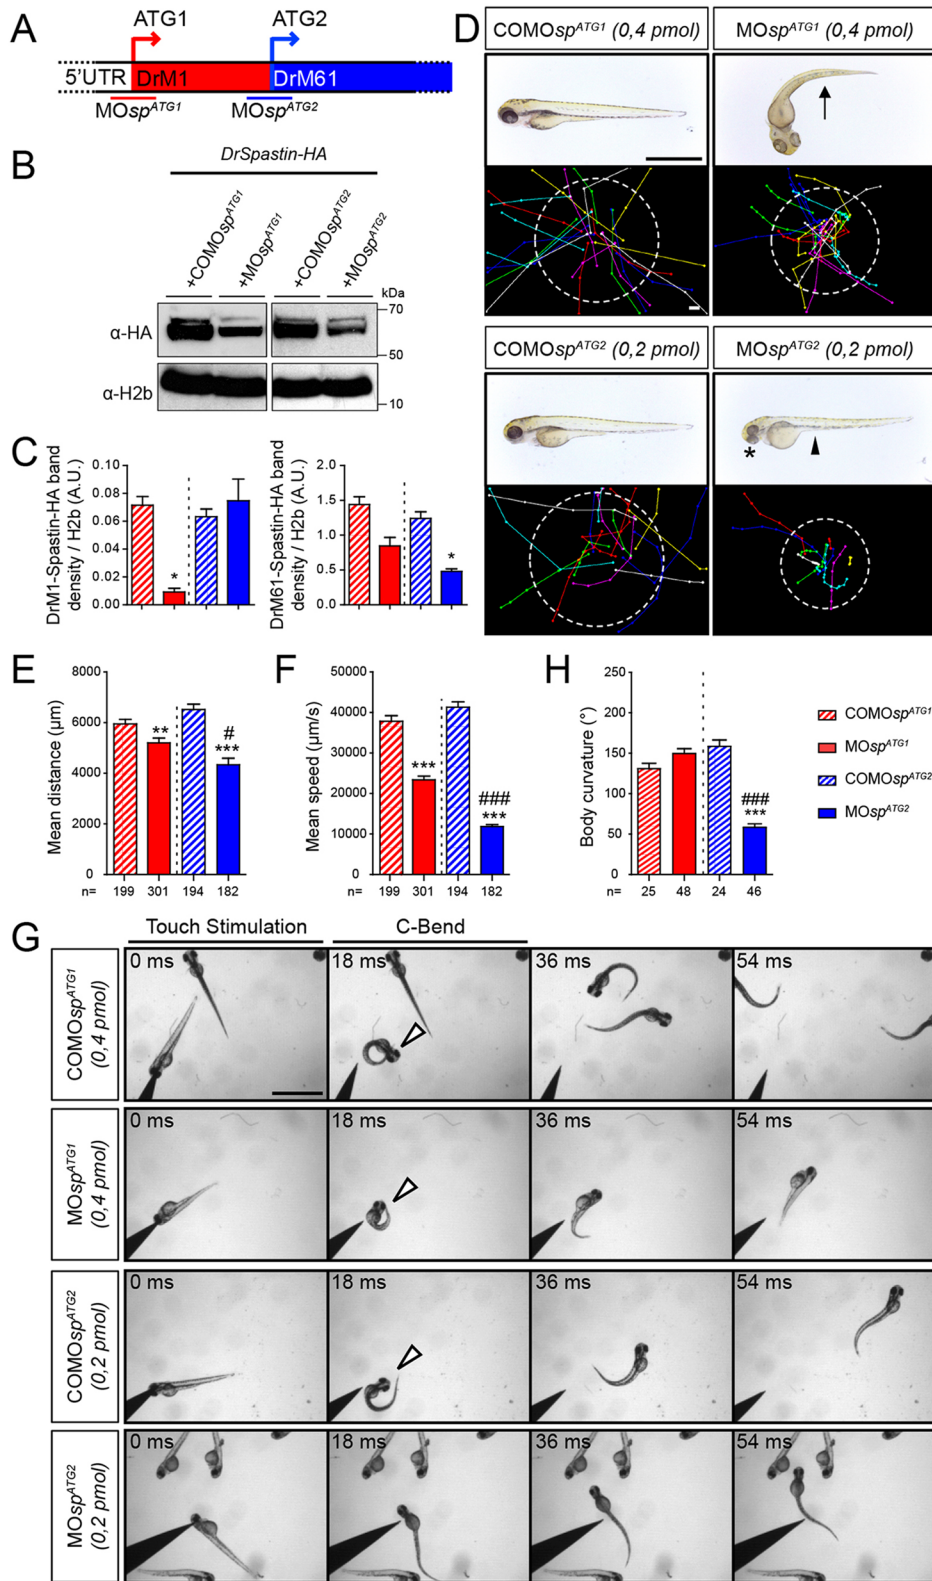 A
ATG1 ATG2
5'UTR DrM1 DrM61
MOsp^ATG1 MOsp^ATG2
B
DrSpastin-HA
+COMOsp^ATG1 +MOsp^ATG1 +COMOsp^ATG2 +MOsp^ATG2
kDa
70
α-HA
50
α-H2b
10
C
DrM1-Spastin-HA band
density / H2b (A.U.)
0.10
0.08
0.06
0.04
0.02
0.00
*
DrM61-Spastin-HA band
density / H2b (A.U.)
2.0
1.5
1.0
0.5
0.0
*
D
COMOsp^ATG1 (0,4 pmol) MOsp^ATG1 (0,4 pmol)
COMOsp^ATG2 (0,2 pmol) MOsp^ATG2 (0,2 pmol)
*
E
Mean distance (µm)
8000
6000
4000
2000
0
** # ***
n= 199 301 194 182
F
Mean speed (µm/s)
50000
40000
30000
20000
10000
0
*** ### ***
n= 199 301 194 182
H
Body curvature (°)
250
200
150
100
50
0
### ***
n= 25 48 24 46
COMOsp^ATG1
MOsp^ATG1
COMOsp^ATG2
MOsp^ATG2
G
Touch Stimulation C-Bend
COMOsp^ATG1
(0,4 pmol)
0 ms 18 ms 36 ms 54 ms
MOsp^ATG1
(0,4 pmol)
0 ms 18 ms 36 ms 54 ms
COMOsp^ATG2
(0,2 pmol)
0 ms 18 ms 36 ms 54 ms
MOsp^ATG2
(0,2 pmol)
0 ms 18 ms 36 ms 54 ms